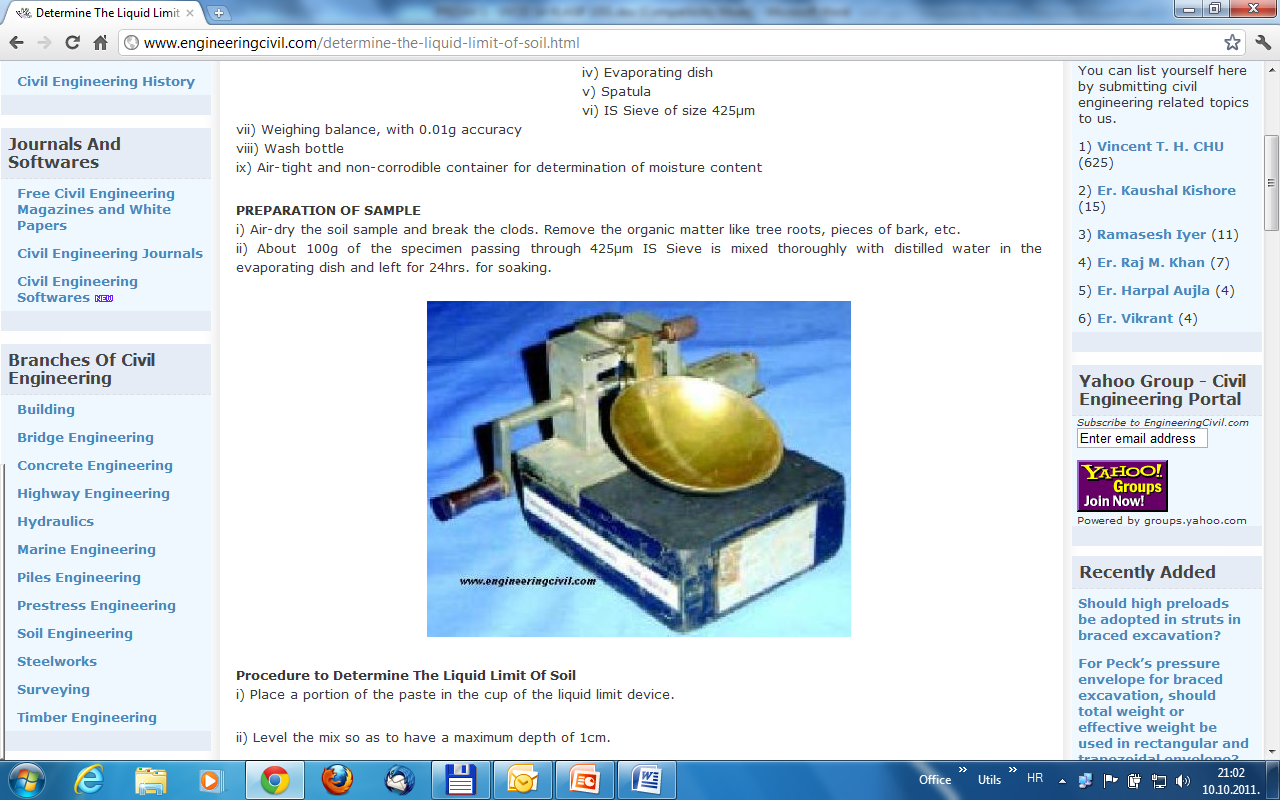 Determine The Liquid Limit
www.engineeringcivil.com/determine-the-liquid-limit-of-soil.html
Civil Engineering History
Journals And
Softwares
Free Civil Engineering
Magazines and White
Papers
Civil Engineering Journals
Civil Engineering
Softwares NEW
Branches Of Civil
Engineering
Building
Bridge Engineering
Concrete Engineering
Highway Engineering
Hydraulics
Marine Engineering
Piles Engineering
Prestress Engineering
Soil Engineering
Steelworks
Surveying
Timber Engineering
iv) Evaporating dish
v) Spatula
vi) IS Sieve of size 425µm
vii) Weighing balance, with 0.01g accuracy
viii) Wash bottle
ix) Air-tight and non-corrodible container for determination of moisture content
PREPARATION OF SAMPLE
i) Air-dry the soil sample and break the clods. Remove the organic matter like tree roots, pieces of bark, etc.
ii) About 100g of the specimen passing through 425µm IS Sieve is mixed thoroughly with distilled water in the
evaporating dish and left for 24hrs. for soaking.
www.engineeringcivil.com
Procedure to Determine The Liquid Limit Of Soil
i) Place a portion of the paste in the cup of the liquid limit device.
ii) Level the mix so as to have a maximum depth of 1cm.
You can list yourself here
by submitting civil
engineering related topics
to us.
1) Vincent T. H. CHU
(625)
2) Er. Kaushal Kishore
(15)
3) Ramasesh Iyer (11)
4) Er. Raj M. Khan (7)
5) Er. Harpal Aujla (4)
6) Er. Vikrant (4)
Yahoo Group - Civil
Engineering Portal
Subscribe to EngineeringCivil.com
Enter email address
YAHOO!
Groups
Join Now!
Powered by groups.yahoo.com
Recently Added
Should high preloads
be adopted in struts in
braced excavation?
For Peck's pressure
envelope for braced
excavation, should
total weight or
effective weight be
used in rectangular and
trapezoidal envelope?
Office
Utils
HR
21:02
10.10.2011.